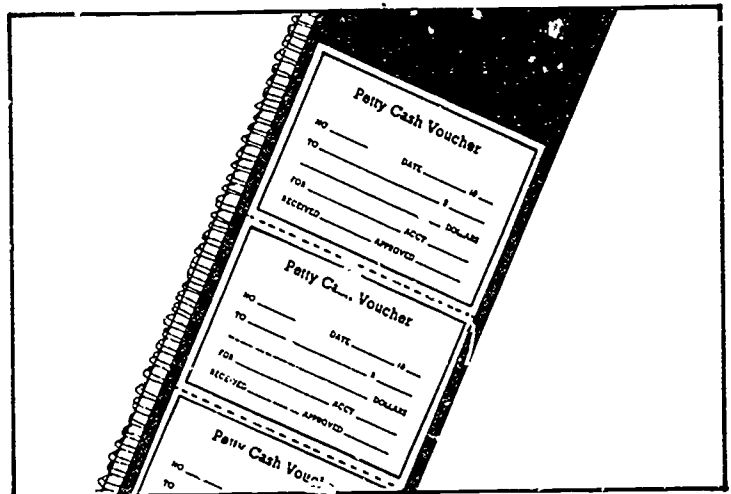 Petty Cash Voucher
NO
DATE 19
TO $
DOLLARS
FOR ACCT
RECEIVED APPROVED
Petty Voucher
NO
DATE 19
TO $
DOLLARS
FOR ACCT
RECEIVED APPROVED
Petty Cash
NO
TO